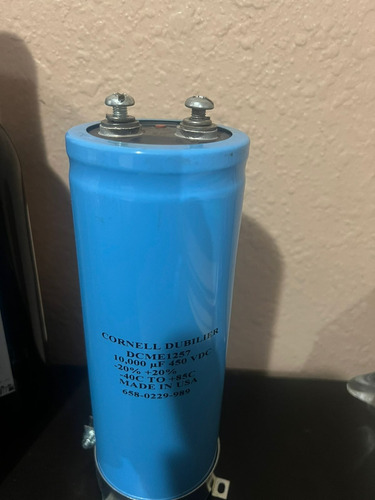 CORNELL DUBILIER
DCME1257
10,000 µF 450 VDC
-20% +20%
-40C TO +85C
MADE IN USA
658-0229-989